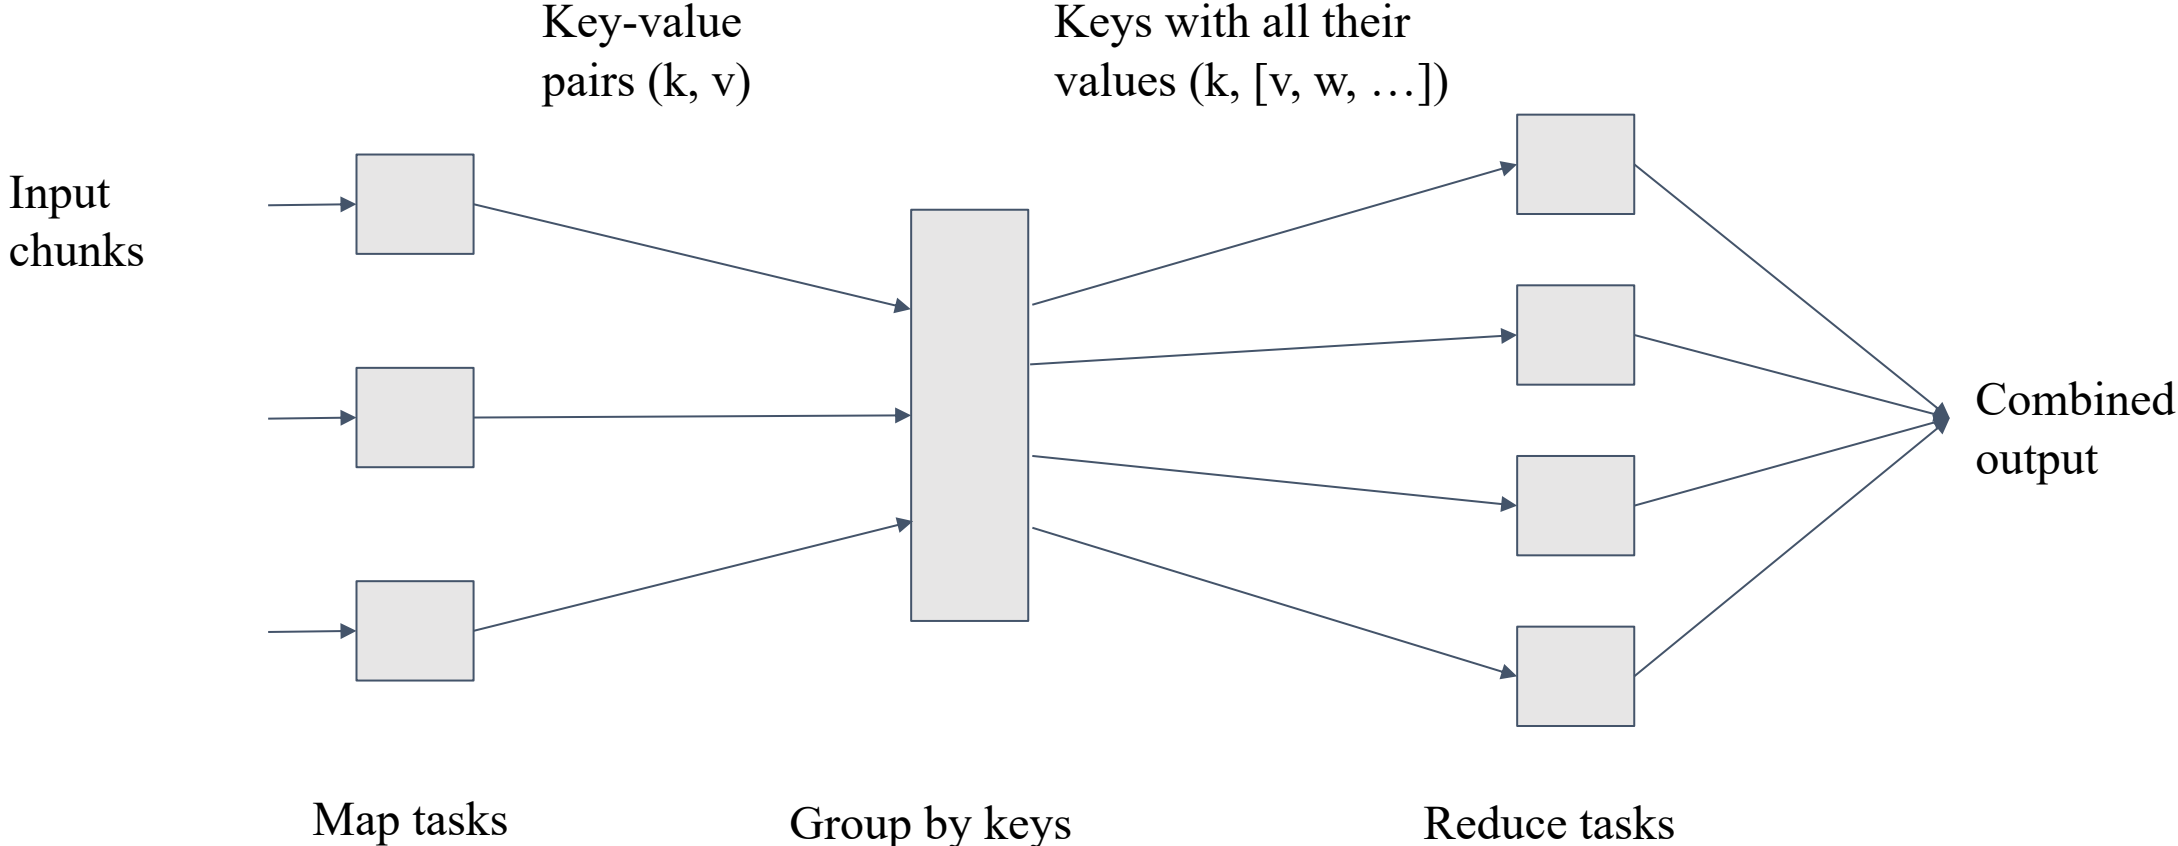 Key-value
pairs (k, v)
Keys with all their
values (k, [v, w, …])
Input
chunks
Combined
output
Map tasks
Group by keys
Reduce tasks